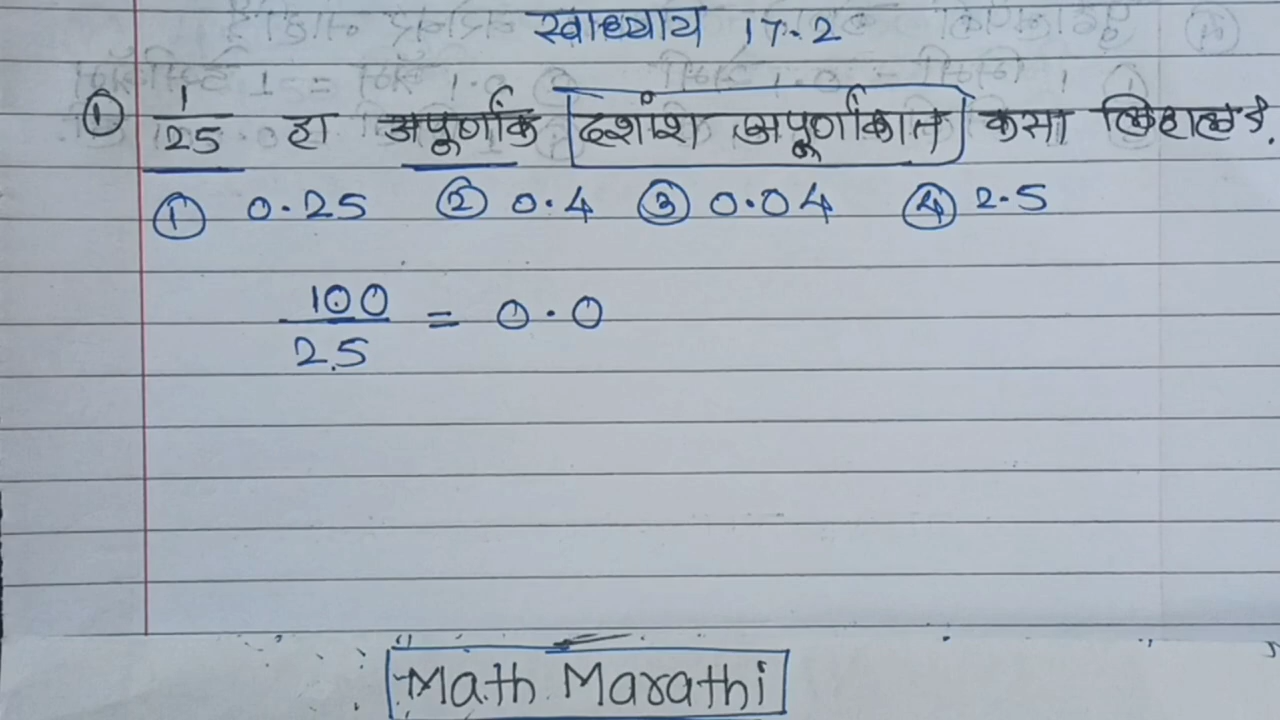 स्वाध्याय 17.2
① 1/25 हा अपूर्णांक दशांश अपूर्णांकात कसा लिहाल?
① 0.25 ② 0.4 ③ 0.04 ④ 2.5
100/25 = 0.0
Math Marathi